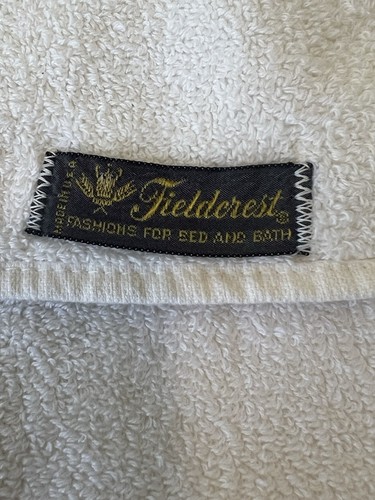 MADE IN U.S.A
Fieldcrest®
FASHIONS FOR BED AND BATH